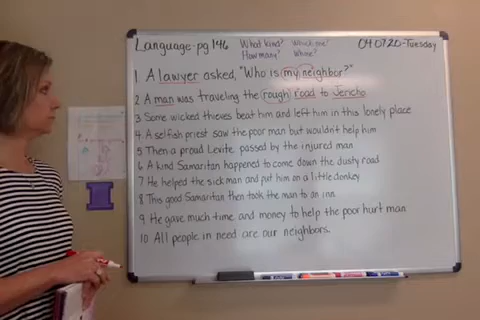 Language-pg 146 What kind? Which one? 04 07 20-Tuesday
How many? Whose?
1 A lawyer asked, "Who is my neighbor?"
2 A man was traveling the rough road to Jericho
3 Some wicked thieves beat him and left him in this lonely place
4 A selfish priest saw the poor man but wouldn't help him
5 Then a proud Levite passed by the injured man
6 A kind Samaritan happened to come down the dusty road
7 He helped the sick man and put him on a little donkey
8 This good Samaritan then took the man to an inn
9 He gave much time and money to help the poor hurt man
10 All people in need are our neighbors.